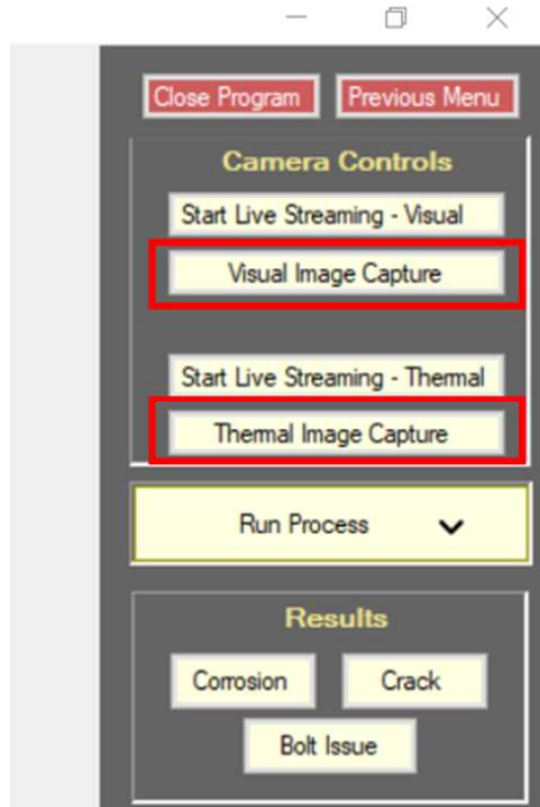 Close Program Previous Menu
Camera Controls
Start Live Streaming - Visual
Visual Image Capture
Start Live Streaming - Thermal
Thermal Image Capture
Run Process
Results
Corrosion Crack
Bolt Issue